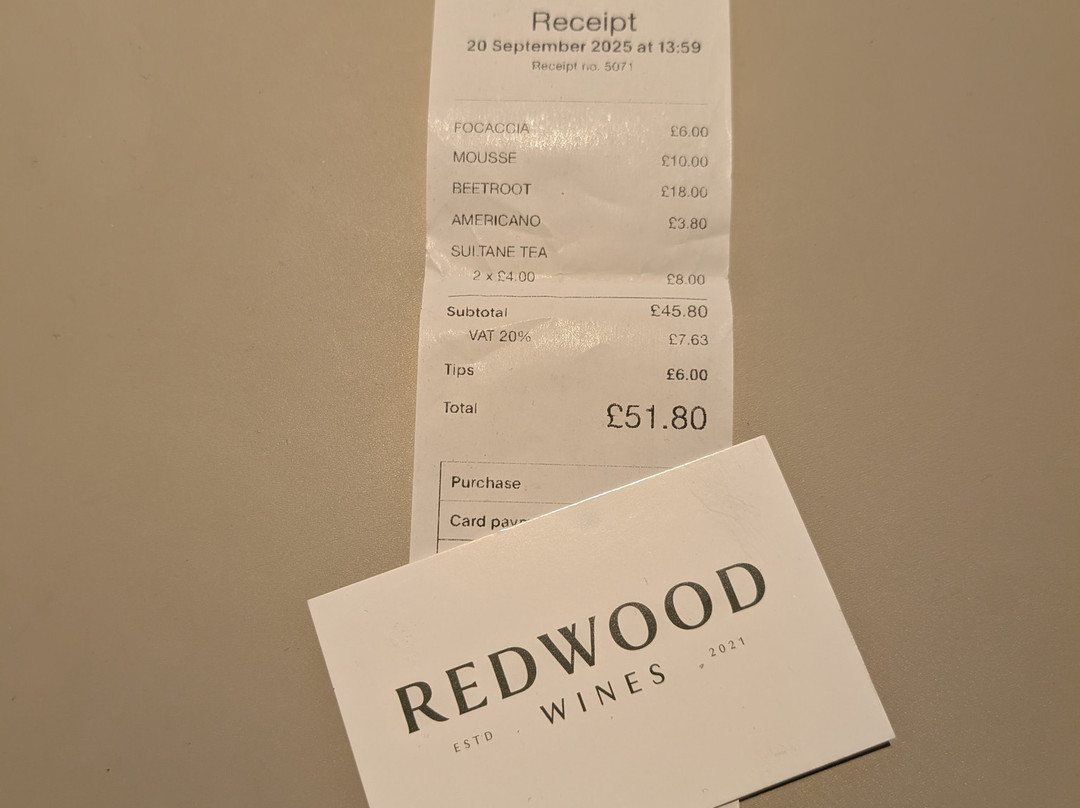 Receipt
20 September 2025 at 13:59
Receipt no. 5071
FOCACCIA £6.00
MOUSSE £10.00
BEETROOT £18.00
AMERICANO £3.80
SULTANE TEA
2 x £4.00 £8.00
Subtotal £45.80
VAT 20% £7.63
Tips £6.00
Total £51.80
Purchase
Card
REDWOOD
WINES
ESTD · · 2021